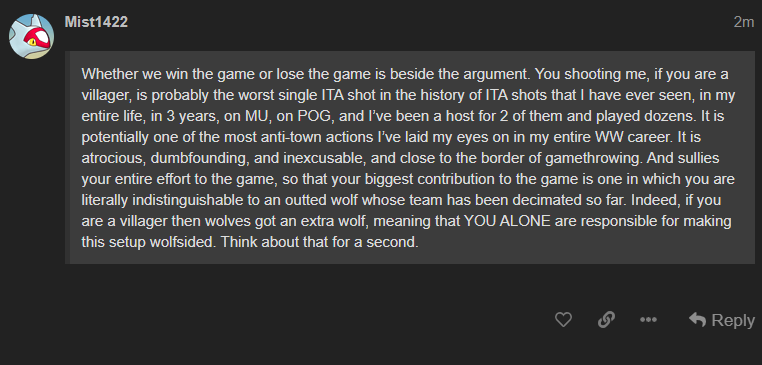 Mist1422
2m
Whether we win the game or lose the game is beside the argument. You shooting me, if you are a
villager, is probably the worst single ITA shot in the history of ITA shots that I have ever seen, in my
entire life, in 3 years, on MU, on POG, and I've been a host for 2 of them and played dozens. It is
potentially one of the most anti-town actions I've laid my eyes on in my entire WW career. It is
atrocious, dumbfounding, and inexcusable, and close to the border of gamethrowing. And sullies
your entire effort to the game, so that your biggest contribution to the game is one in which you are
literally indistinguishable to an outted wolf whose team has been decimated so far. Indeed, if you
are a villager then wolves got an extra wolf, meaning that YOU ALONE are responsible for making
this setup wolfsided. Think about that for a second.
Reply